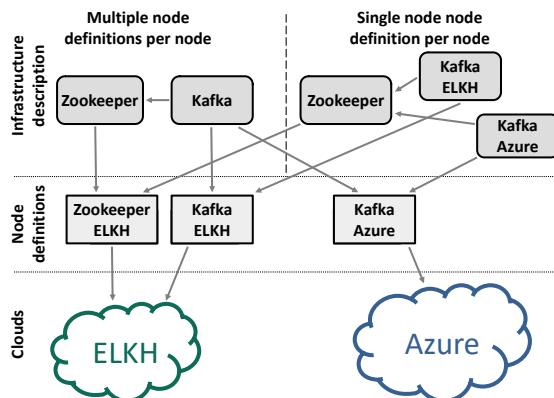 Multiple node
definitions per node
Single node node
definition per node
Infrastructure
description
Zookeeper
Kafka
Zookeeper
Kafka
ELKH
Kafka
Azure
Node
definitions
Zookeeper
ELKH
Kafka
ELKH
Kafka
Azure
Clouds
ELKH
Azure